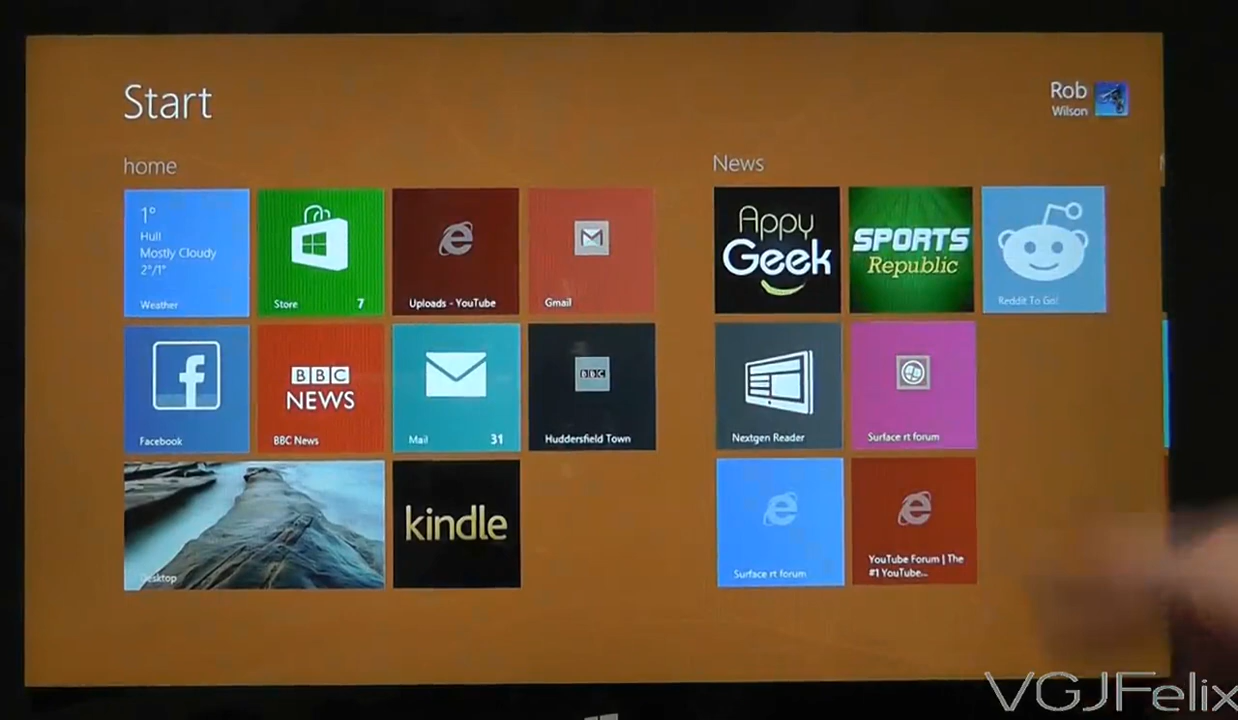 Start
Rob
Wilson
home
News
1°
Hull
Mostly Cloudy
2°/1°
Weather
Store 7
Uploads - YouTube
Gmail
Appy
Geek
SPORTS
Republic
Reddit To Go!
Facebook
BBC
NEWS
BBC News
Mail 31
BBC
Huddersfield Town
Nextgen Reader
Surface rt forum
Desktop
kindle
Surface rt forum
YouTube Forum | The
#1 YouTube...
VGJFelix